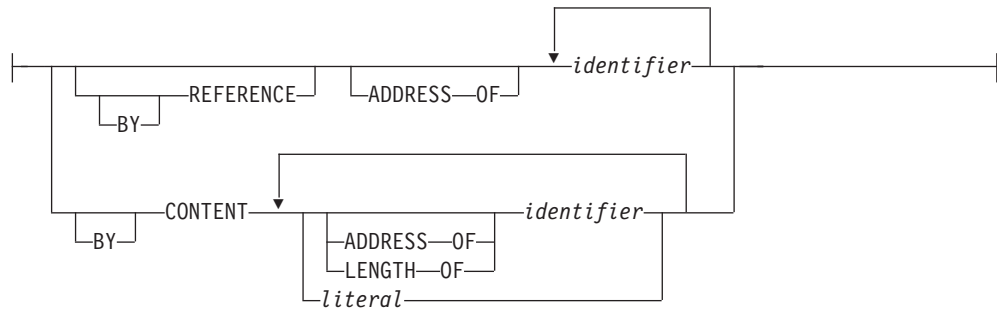 identifier
REFERENCE ADDRESS OF
BY
CONTENT identifier
BY ADDRESS OF
LENGTH OF
literal